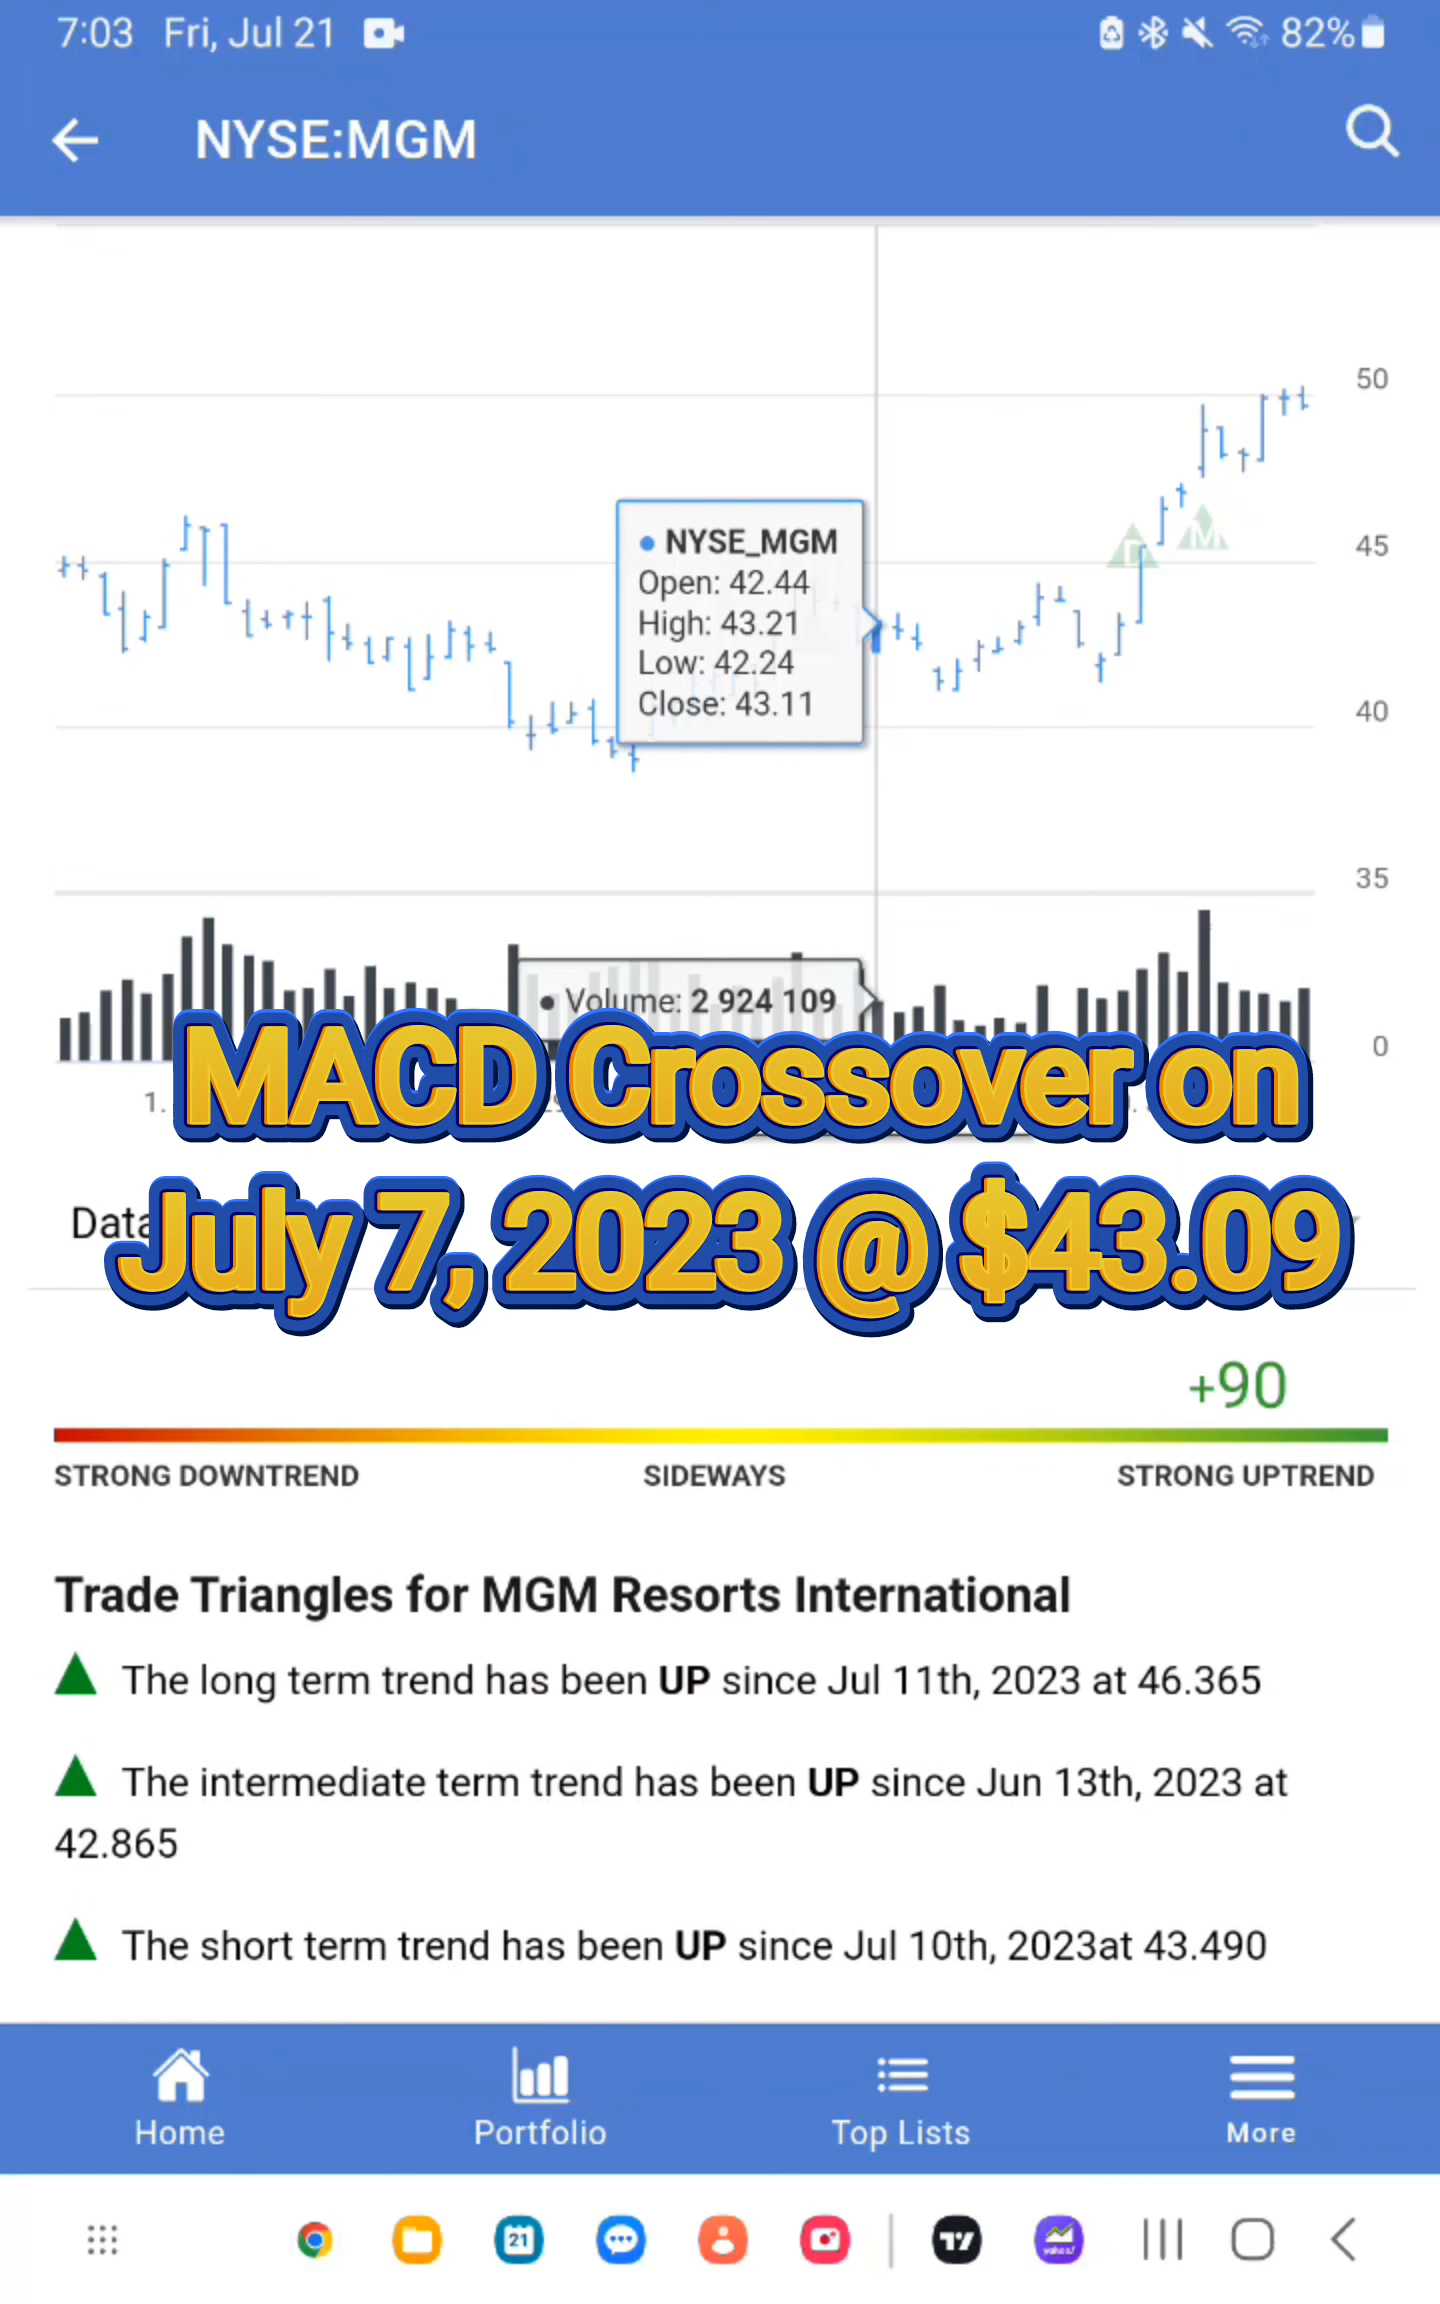 7:03 Fri, Jul 21 82%
NYSE:MGM
50
45
40
35
0
D M
NYSE_MGM
Open: 42.44
High: 43.21
Low: 42.24
Close: 43.11
Volume: 2 924 109
1.
MACD Crossover on
July 7, 2023 @ $43.09
+90
STRONG DOWNTREND SIDEWAYS STRONG UPTREND
Trade Triangles for MGM Resorts International
The long term trend has been UP since Jul 11th, 2023 at 46.365
The intermediate term trend has been UP since Jun 13th, 2023 at
42.865
The short term trend has been UP since Jul 10th, 2023at 43.490
Home Portfolio Top Lists More
21 yahoo!